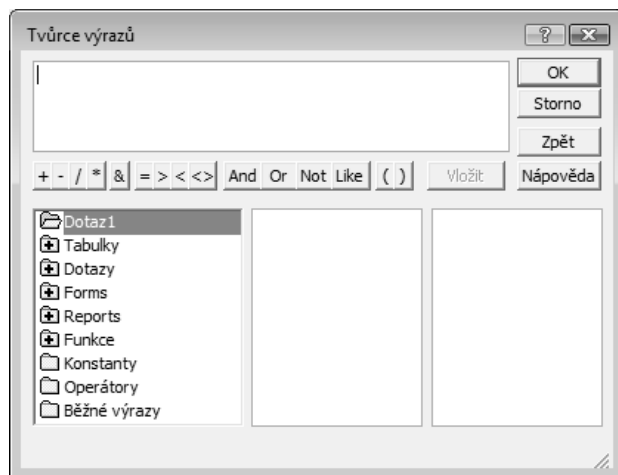 Tvůrce výrazů
OK
Storno
Zpět
+ - / * & = > < <> And Or Not Like ( ) Vložit Nápověda
Dotaz1
Tabulky
Dotazy
Forms
Reports
Funkce
Konstanty
Operátory
Běžné výrazy